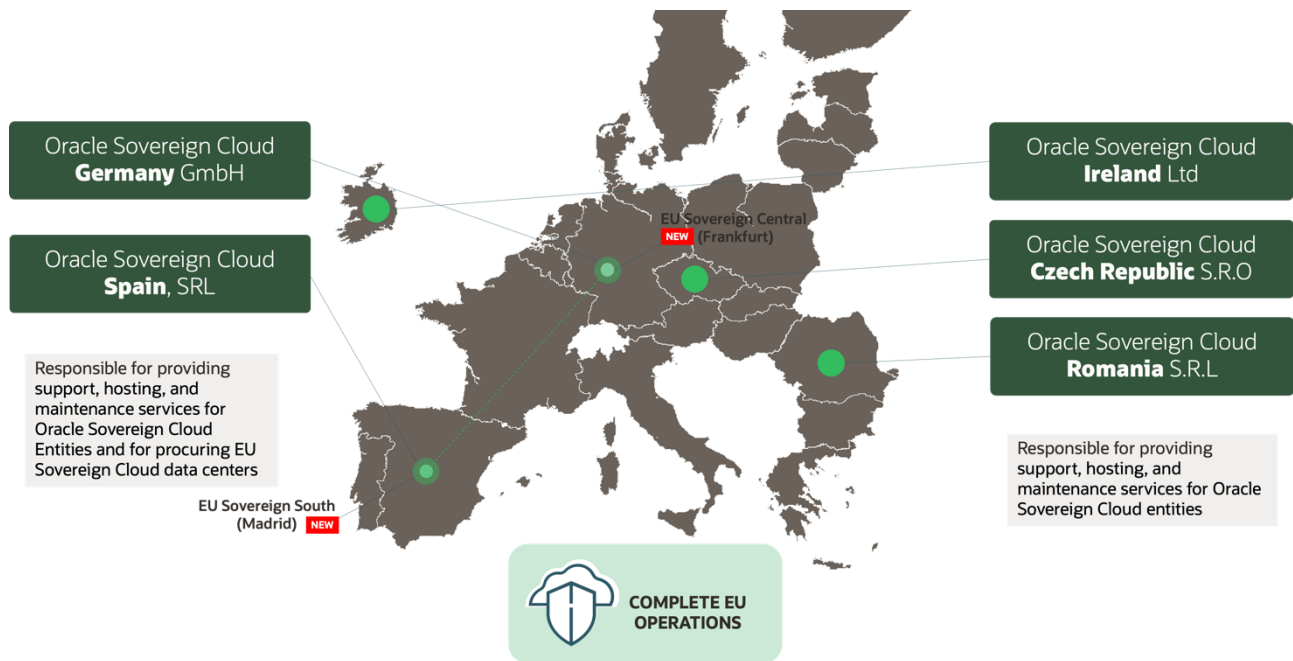 Oracle Sovereign Cloud
Germany GmbH
Oracle Sovereign Cloud
Spain, SRL
Responsible for providing
support, hosting, and
maintenance services for
Oracle Sovereign Cloud
Entities and for procuring EU
Sovereign Cloud data centers
EU Sovereign South
(Madrid) NEW
EU Sovereign Central
NEW (Frankfurt)
Oracle Sovereign Cloud
Ireland Ltd
Oracle Sovereign Cloud
Czech Republic S.R.O
Oracle Sovereign Cloud
Romania S.R.L
Responsible for providing
support, hosting, and
maintenance services for Oracle
Sovereign Cloud entities
COMPLETE EU
OPERATIONS